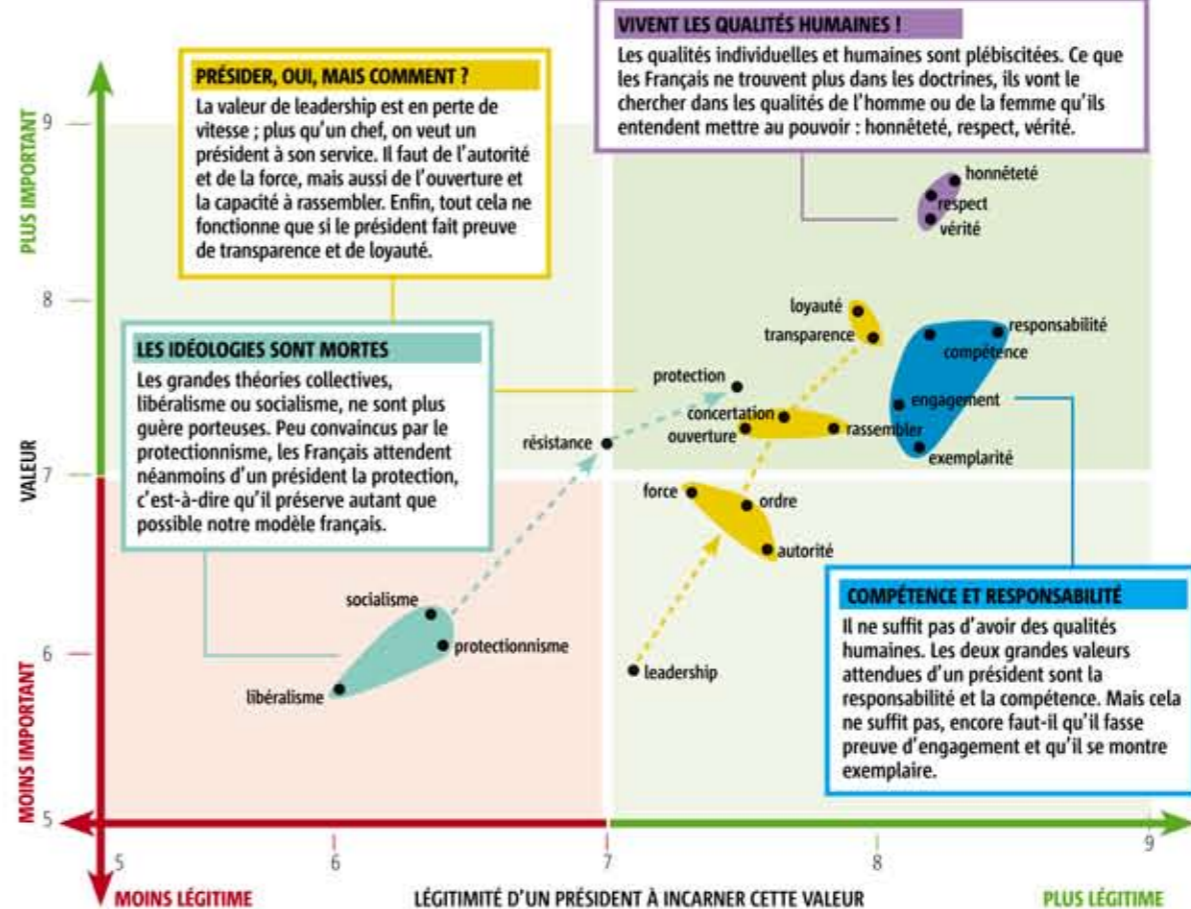 VIVENT LES QUALITÉS HUMAINES !
Les qualités individuelles et humaines sont plébiscitées. Ce que
les Français ne trouvent plus dans les doctrines, ils vont le
chercher dans les qualités de l'homme ou de la femme qu'ils
entendent mettre au pouvoir : honnêteté, respect, vérité.
PRÉSIDER, OUI, MAIS COMMENT ?
La valeur de leadership est en perte de
vitesse ; plus qu'un chef, on veut un
président à son service. Il faut de l'autorité
et de la force, mais aussi de l'ouverture et
la capacité à rassembler. Enfin, tout cela ne
fonctionne que si le président fait preuve
de transparence et de loyauté.
LES IDÉOLOGIES SONT MORTES
Les grandes théories collectives,
libéralisme ou socialisme, ne sont plus
guère porteuses. Peu convaincus par le
protectionnisme, les Français attendent
néanmoins d'un président la protection,
c'est-à-dire qu'il préserve autant que
possible notre modèle français.
COMPÉTENCE ET RESPONSABILITÉ
Il ne suffit pas d'avoir des qualités
humaines. Les deux grandes valeurs
attendues d'un président sont la
responsabilité et la compétence. Mais cela
ne suffit pas, encore faut-il qu'il fasse
preuve d'engagement et qu'il se montre
exemplaire.
honnêteté
respect
vérité
loyauté
transparence
responsabilité
compétence
protection
engagement
concertation
ouverture
rassembler
résistance
exemplarité
force
ordre
autorité
socialisme
protectionnisme
leadership
libéralisme
PLUS IMPORTANT
VALEUR
MOINS IMPORTANT
9
8
7
6
5
5
6
7
8
9
MOINS LÉGITIME
LÉGITIMITÉ D'UN PRÉSIDENT À INCARNER CETTE VALEUR
PLUS LÉGITIME